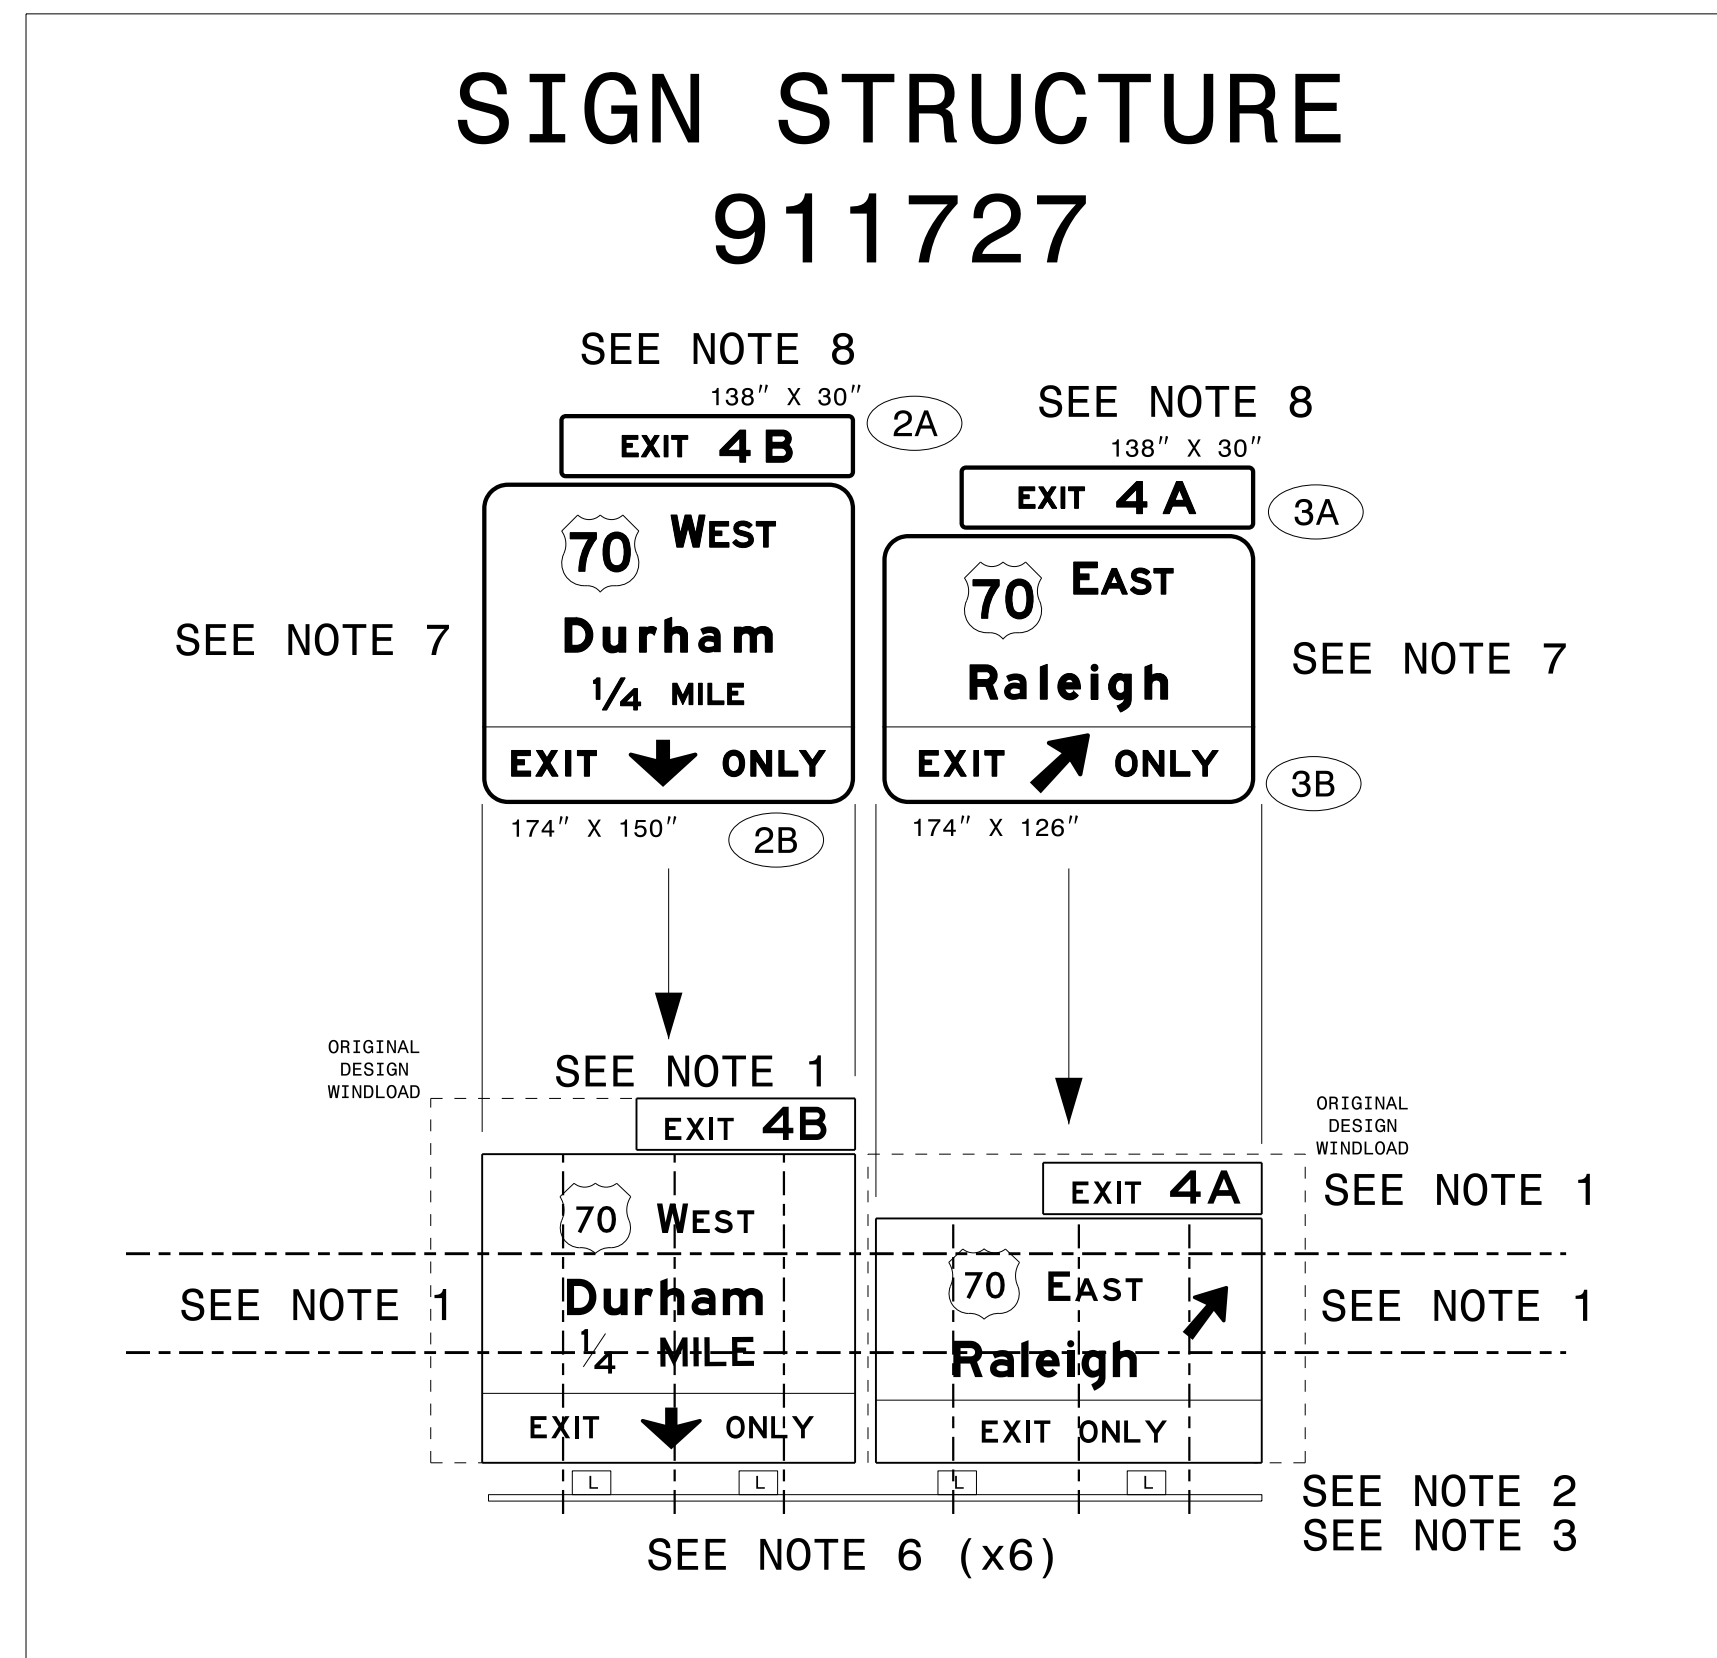 SIGN STRUCTURE
911727
SEE NOTE 8
138" X 30"
2A
EXIT 4B
SEE NOTE 8
138" X 30"
EXIT 4A
3A
70 WEST
Durham
1/4 MILE
EXIT ONLY
SEE NOTE 7
70 EAST
Raleigh
EXIT ONLY
SEE NOTE 7
3B
174" X 150"
2B
174" X 126"
ORIGINAL
DESIGN
WINDLOAD
SEE NOTE 1
EXIT 4B
ORIGINAL
DESIGN
WINDLOAD
EXIT 4A
SEE NOTE 1
70 WEST
Durham
1/4 MILE
EXIT ONLY
SEE NOTE 1
70 EAST
Raleigh
EXIT ONLY
SEE NOTE 1
L L L L
SEE NOTE 2
SEE NOTE 3
SEE NOTE 6 (x6)